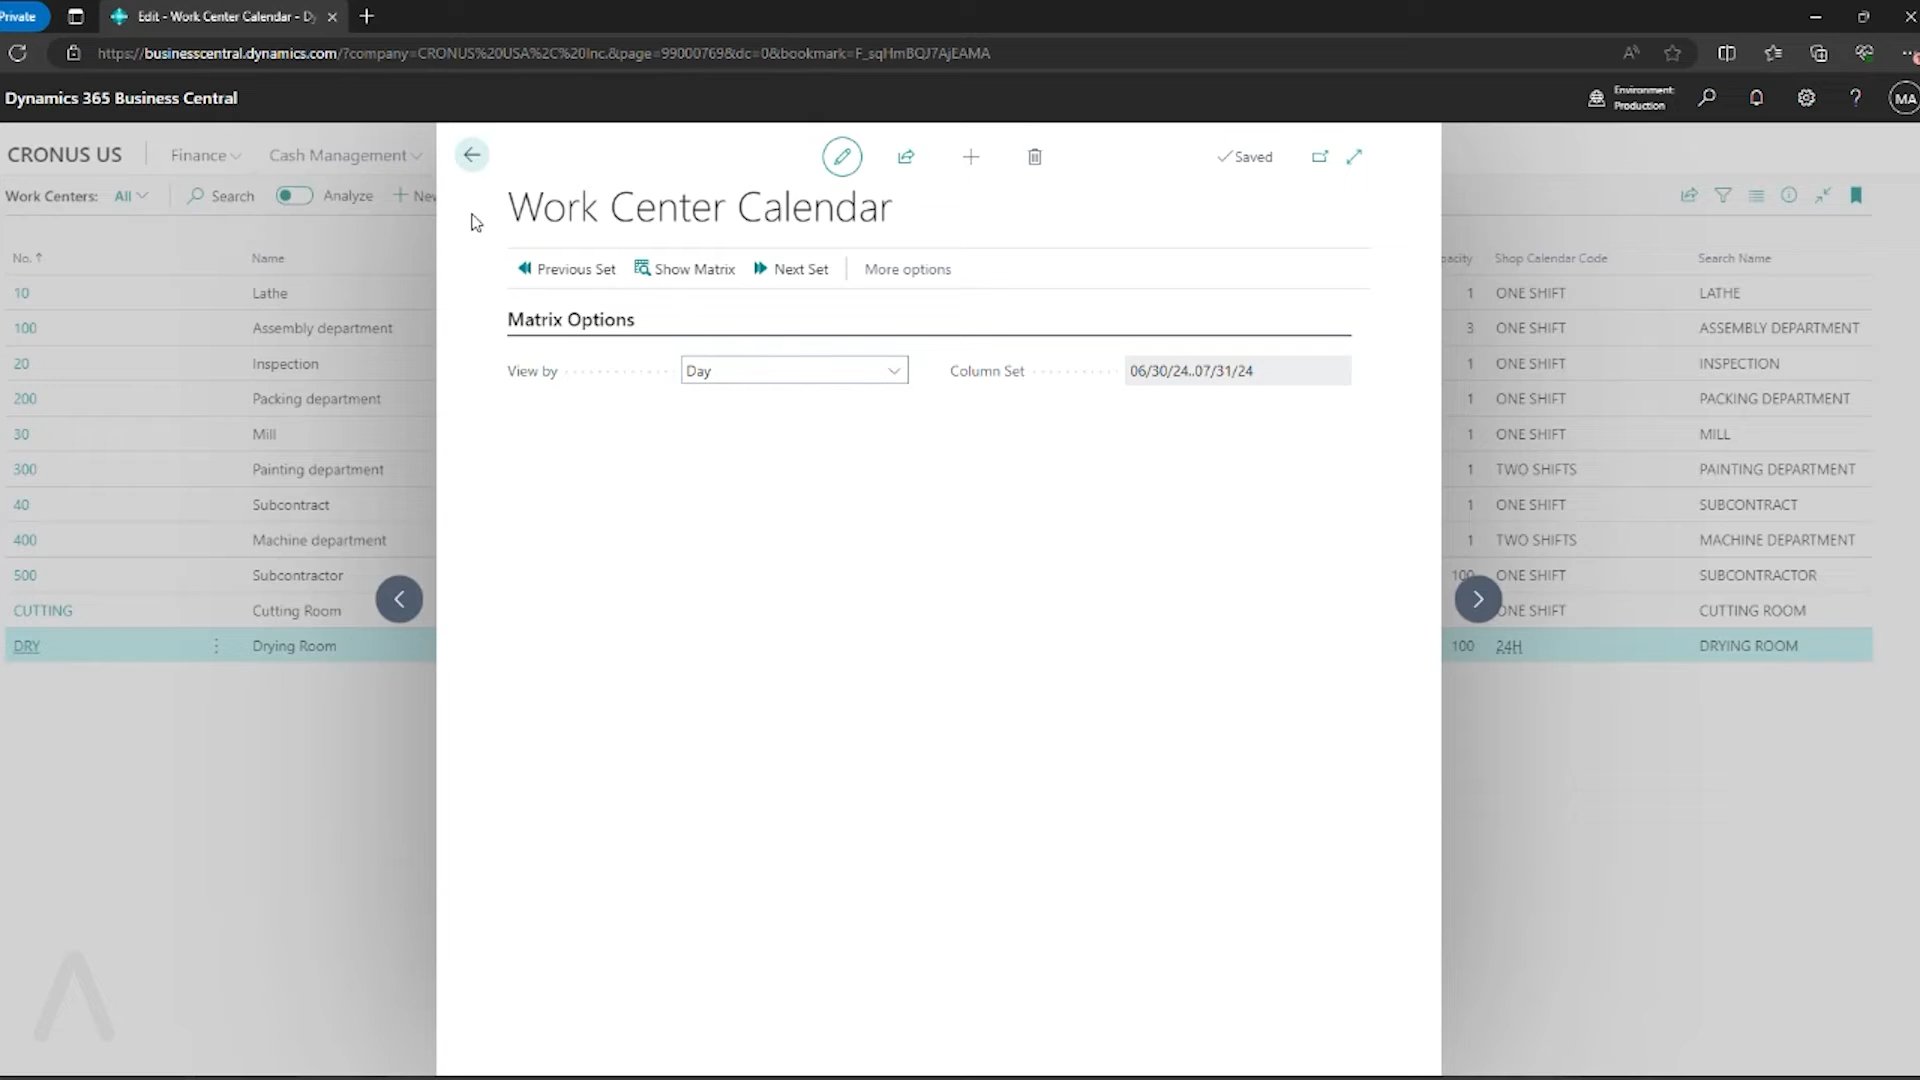 Private
Edit - Work Center Calendar - Dy
https://businesscentral.dynamics.com/?company=CRONUS%20USA%2C%20Inc.&page=99000769&dc=0&bookmark=F_sqHmBQJ7AjEAMA
Dynamics 365 Business Central
Environment:
Production
MA
CRONUS US
Finance
Cash Management
Work Centers:
All
Search
Analyze
New
Saved
Work Center Calendar
Previous Set
Show Matrix
Next Set
More options
Matrix Options
View by
Day
Column Set
06/30/24..07/31/24
No. ↑ Name pacity Shop Calendar Code Search Name
10 Lathe 1 ONE SHIFT LATHE
100 Assembly department 3 ONE SHIFT ASSEMBLY DEPARTMENT
20 Inspection 1 ONE SHIFT INSPECTION
200 Packing department 1 ONE SHIFT PACKING DEPARTMENT
30 Mill 1 ONE SHIFT MILL
300 Painting department 1 TWO SHIFTS PAINTING DEPARTMENT
40 Subcontract 1 ONE SHIFT SUBCONTRACT
400 Machine department 1 TWO SHIFTS MACHINE DEPARTMENT
500 Subcontractor 100 ONE SHIFT SUBCONTRACTOR
CUTTING Cutting Room ONE SHIFT CUTTING ROOM
DRY Drying Room 100 24H DRYING ROOM